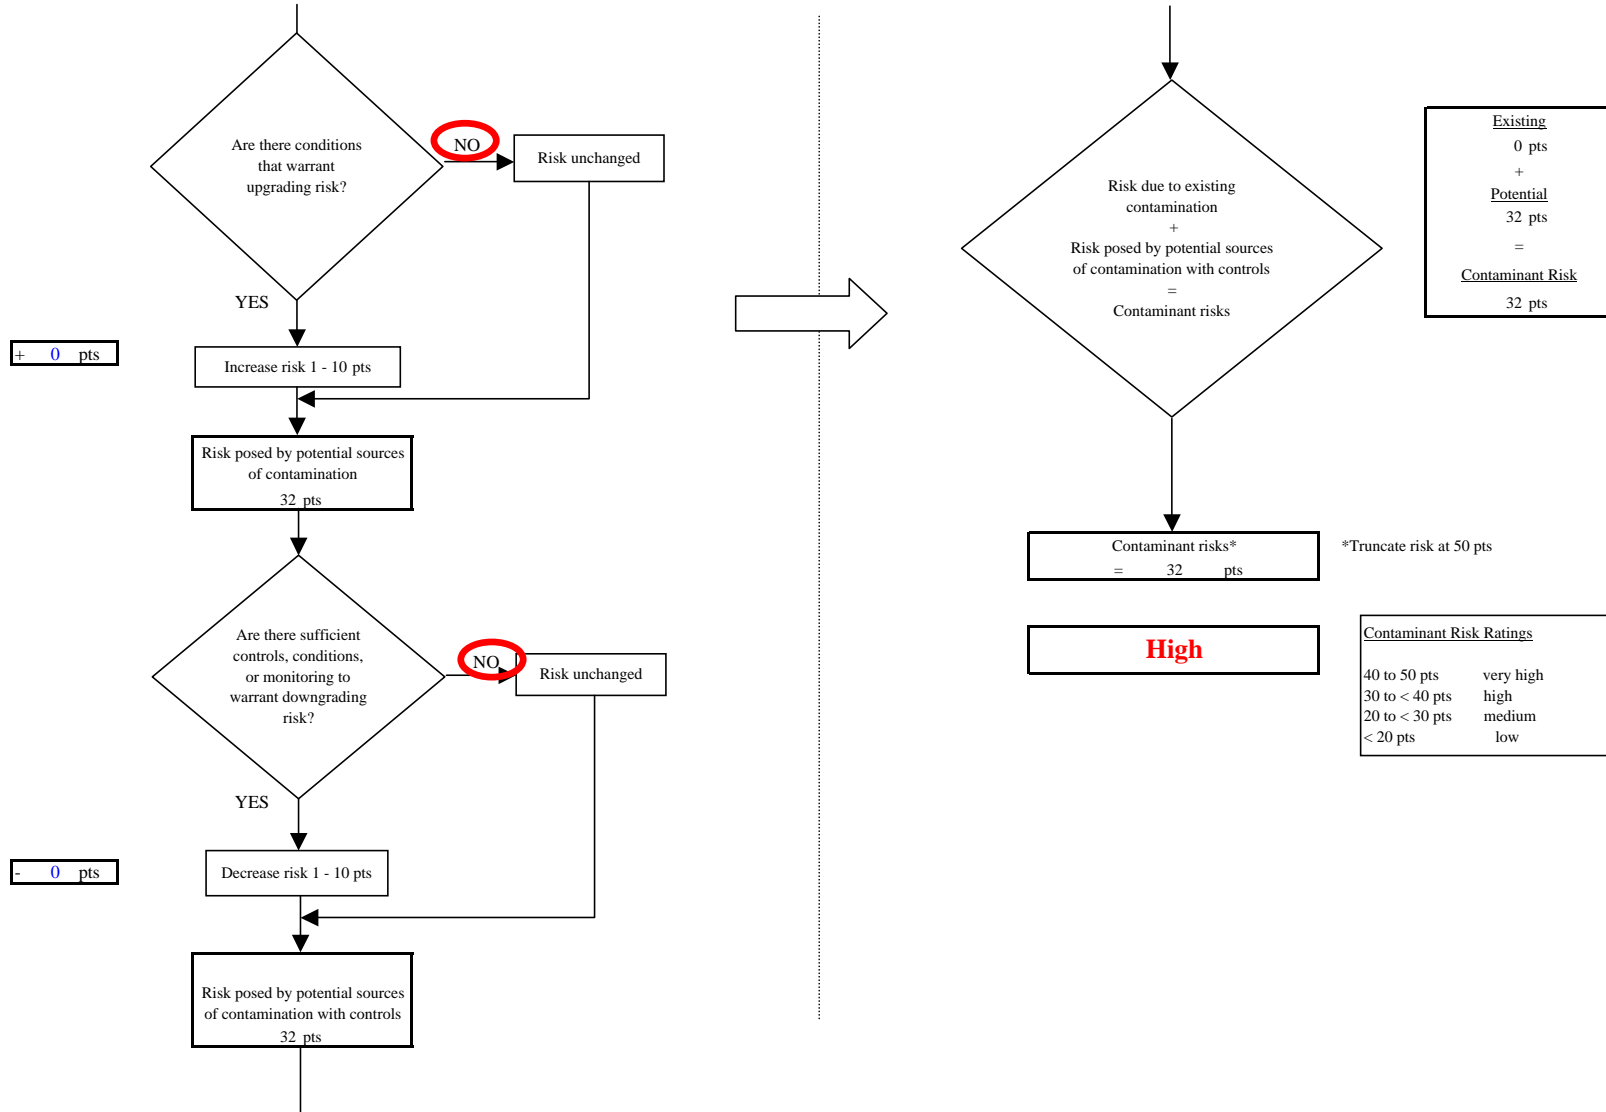 Are there conditions
that warrant
upgrading risk?
NO
Risk unchanged
YES
+ 0 pts
Increase risk 1 - 10 pts
Risk posed by potential sources
of contamination
32 pts
Are there sufficient
controls, conditions,
or monitoring to
warrant downgrading
risk?
NO
Risk unchanged
YES
- 0 pts
Decrease risk 1 - 10 pts
Risk posed by potential sources
of contamination with controls
32 pts
Risk due to existing
contamination
+
Risk posed by potential sources
of contamination with controls
=
Contaminant risks
Existing
0 pts
+
Potential
32 pts
=
Contaminant Risk
32 pts
Contaminant risks*
= 32 pts
*Truncate risk at 50 pts
High
Contaminant Risk Ratings
40 to 50 pts very high
30 to < 40 pts high
20 to < 30 pts medium
< 20 pts low